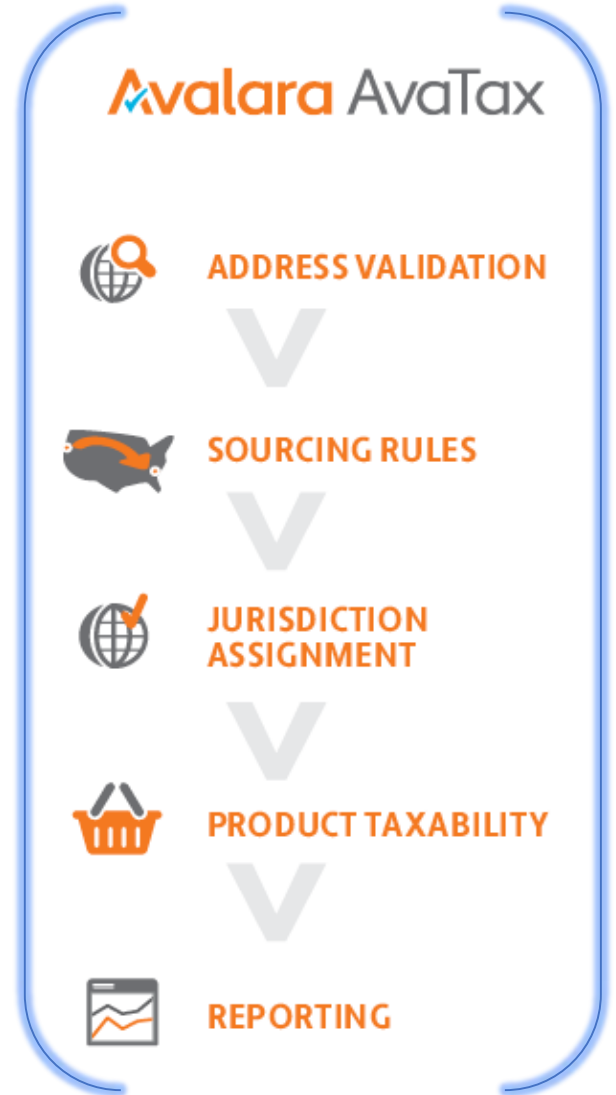 Avalara AvaTax
ADDRESS VALIDATION
SOURCING RULES
JURISDICTION
ASSIGNMENT
PRODUCT TAXABILITY
REPORTING